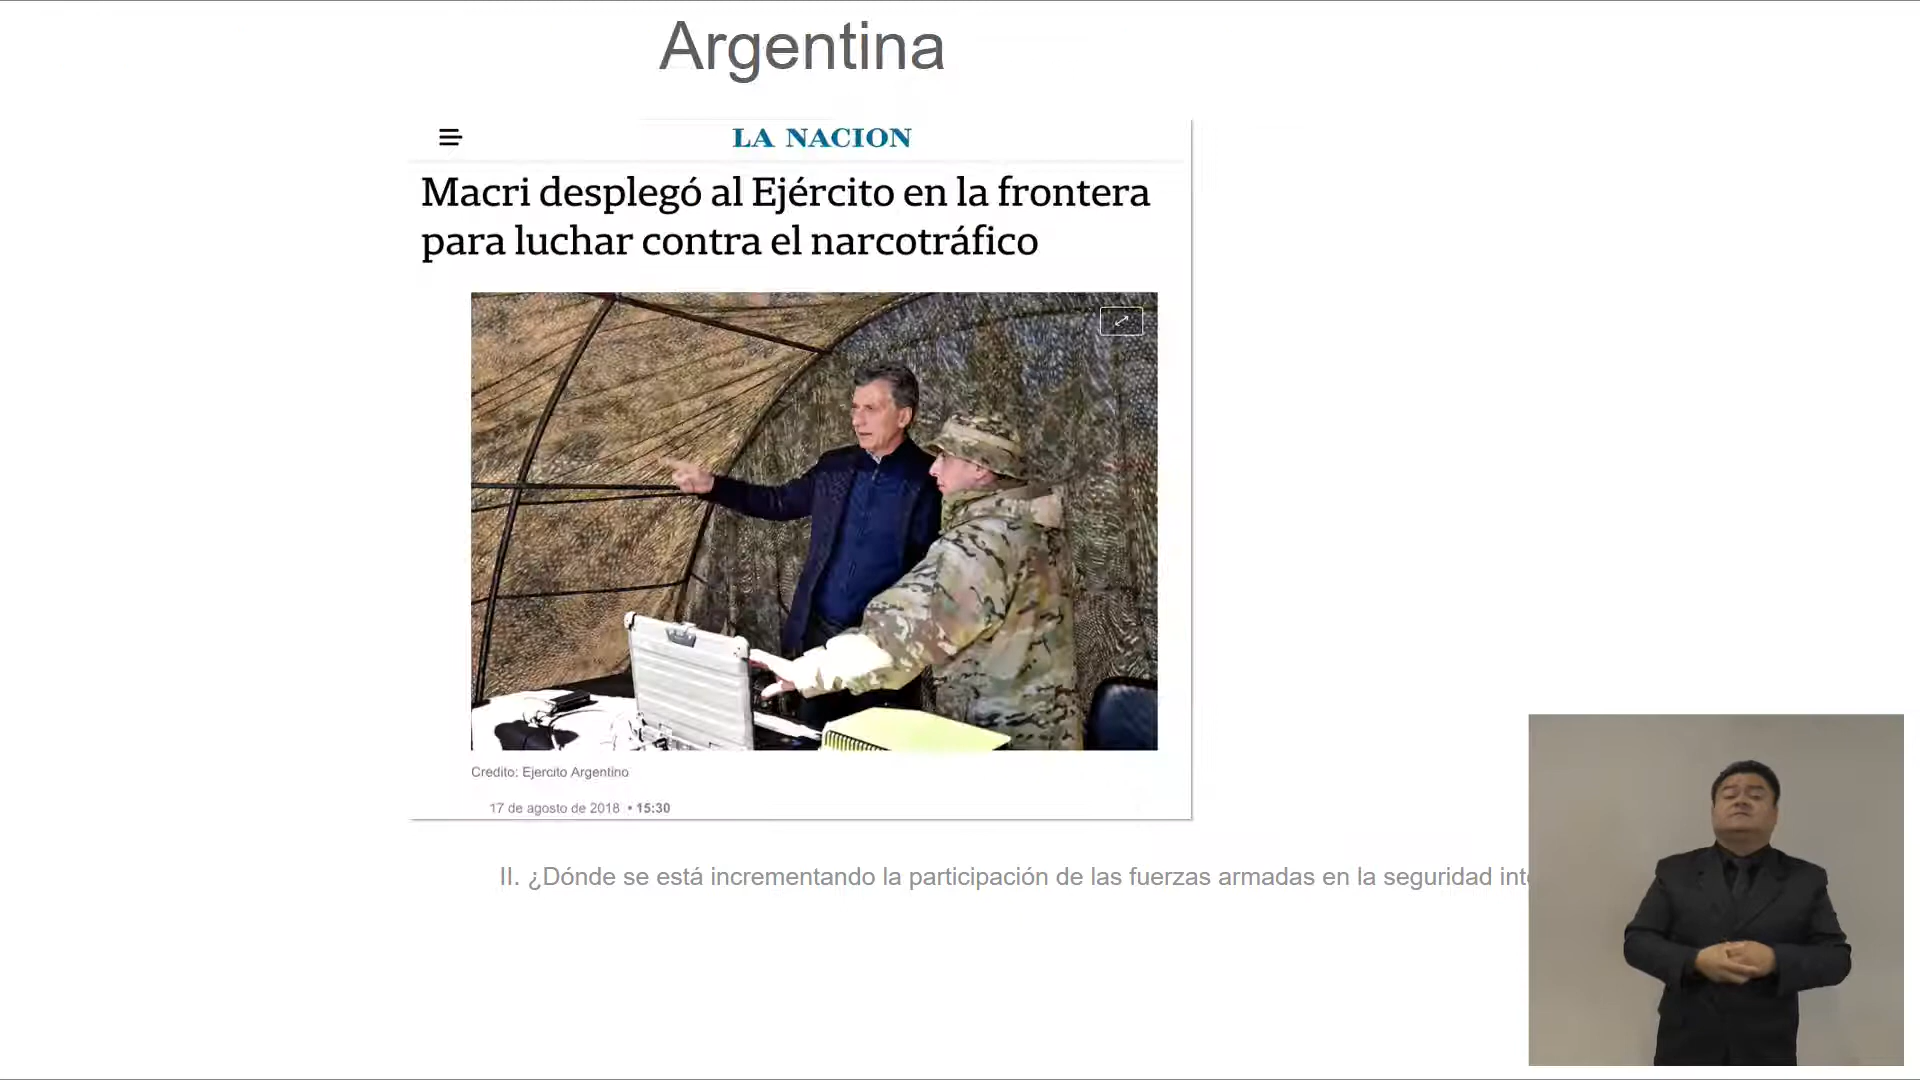 Argentina
LA NACION
Macri desplegó al Ejército en la frontera
para luchar contra el narcotráfico
Credito: Ejercito Argentino
17 de agosto de 2018 • 15:30
II. ¿Dónde se está incrementando la participación de las fuerzas armadas en la seguridad